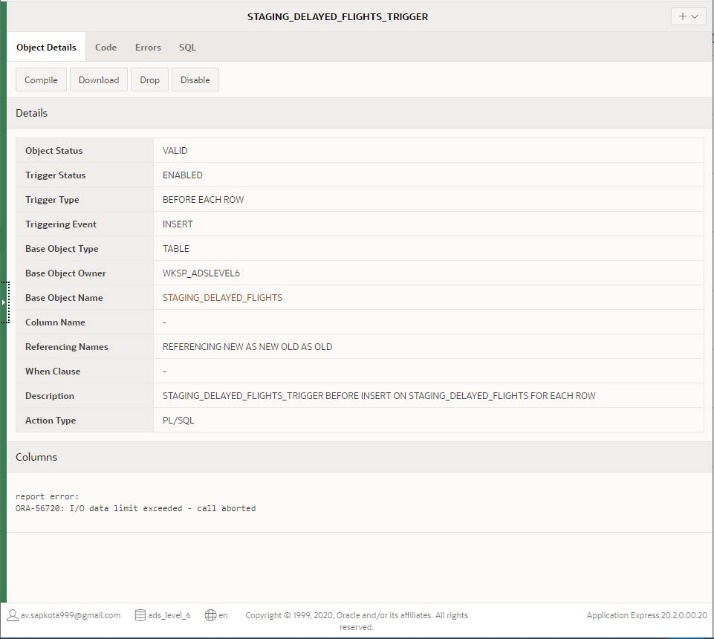 STAGING_DELAYED_FLIGHTS_TRIGGER
Object Details Code Errors SQL
Compile Download Drop Disable
Details
Object Status VALID
Trigger Status ENABLED
Trigger Type BEFORE EACH ROW
Triggering Event INSERT
Base Object Type TABLE
Base Object Owner WKSP_ADSLEVEL6
Base Object Name STAGING_DELAYED_FLIGHTS
Column Name -
Referencing Names REFERENCING NEW AS NEW OLD AS OLD
When Clause -
Description STAGING_DELAYED_FLIGHTS_TRIGGER BEFORE INSERT ON STAGING_DELAYED_FLIGHTS FOR EACH ROW
Action Type PL/SQL
Columns
report error:
ORA-56720: I/O data limit exceeded - call aborted
av.sapkota999@gmail.com ads_level_6 en Copyright © 1999, 2020, Oracle and/or its affiliates. All rights Application Express 20.2.0.00.20
reserved.